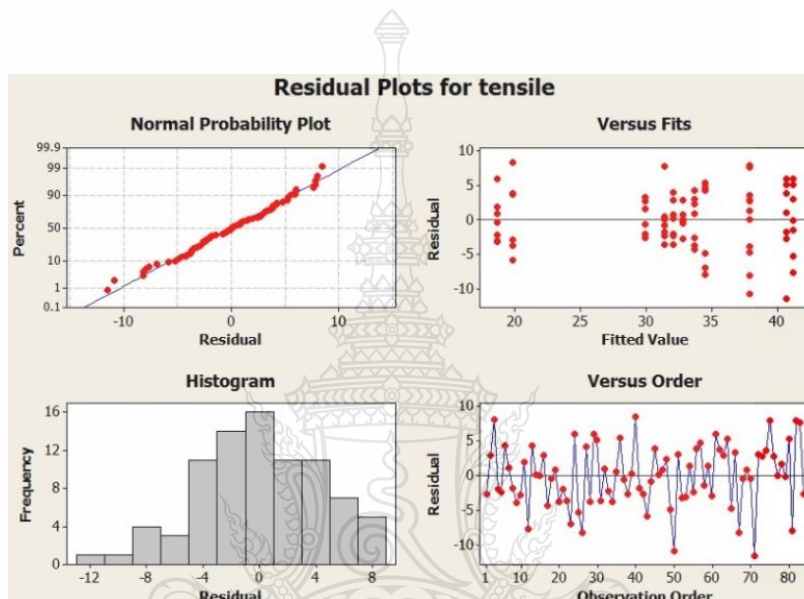 Residual Plots for tensile
Normal Probability Plot
99.9
99
90
50
10
1
0.1
Percent
-10 0 10
Residual
Versus Fits
10
5
0
-5
-10
Residual
20 25 30 35 40
Fitted Value
Histogram
16
12
8
4
0
Frequency
-12 -8 -4 0 4 8
Residual
Versus Order
10
5
0
-5
-10
Residual
1 10 20 30 40 50 60 70 80
Observation Order